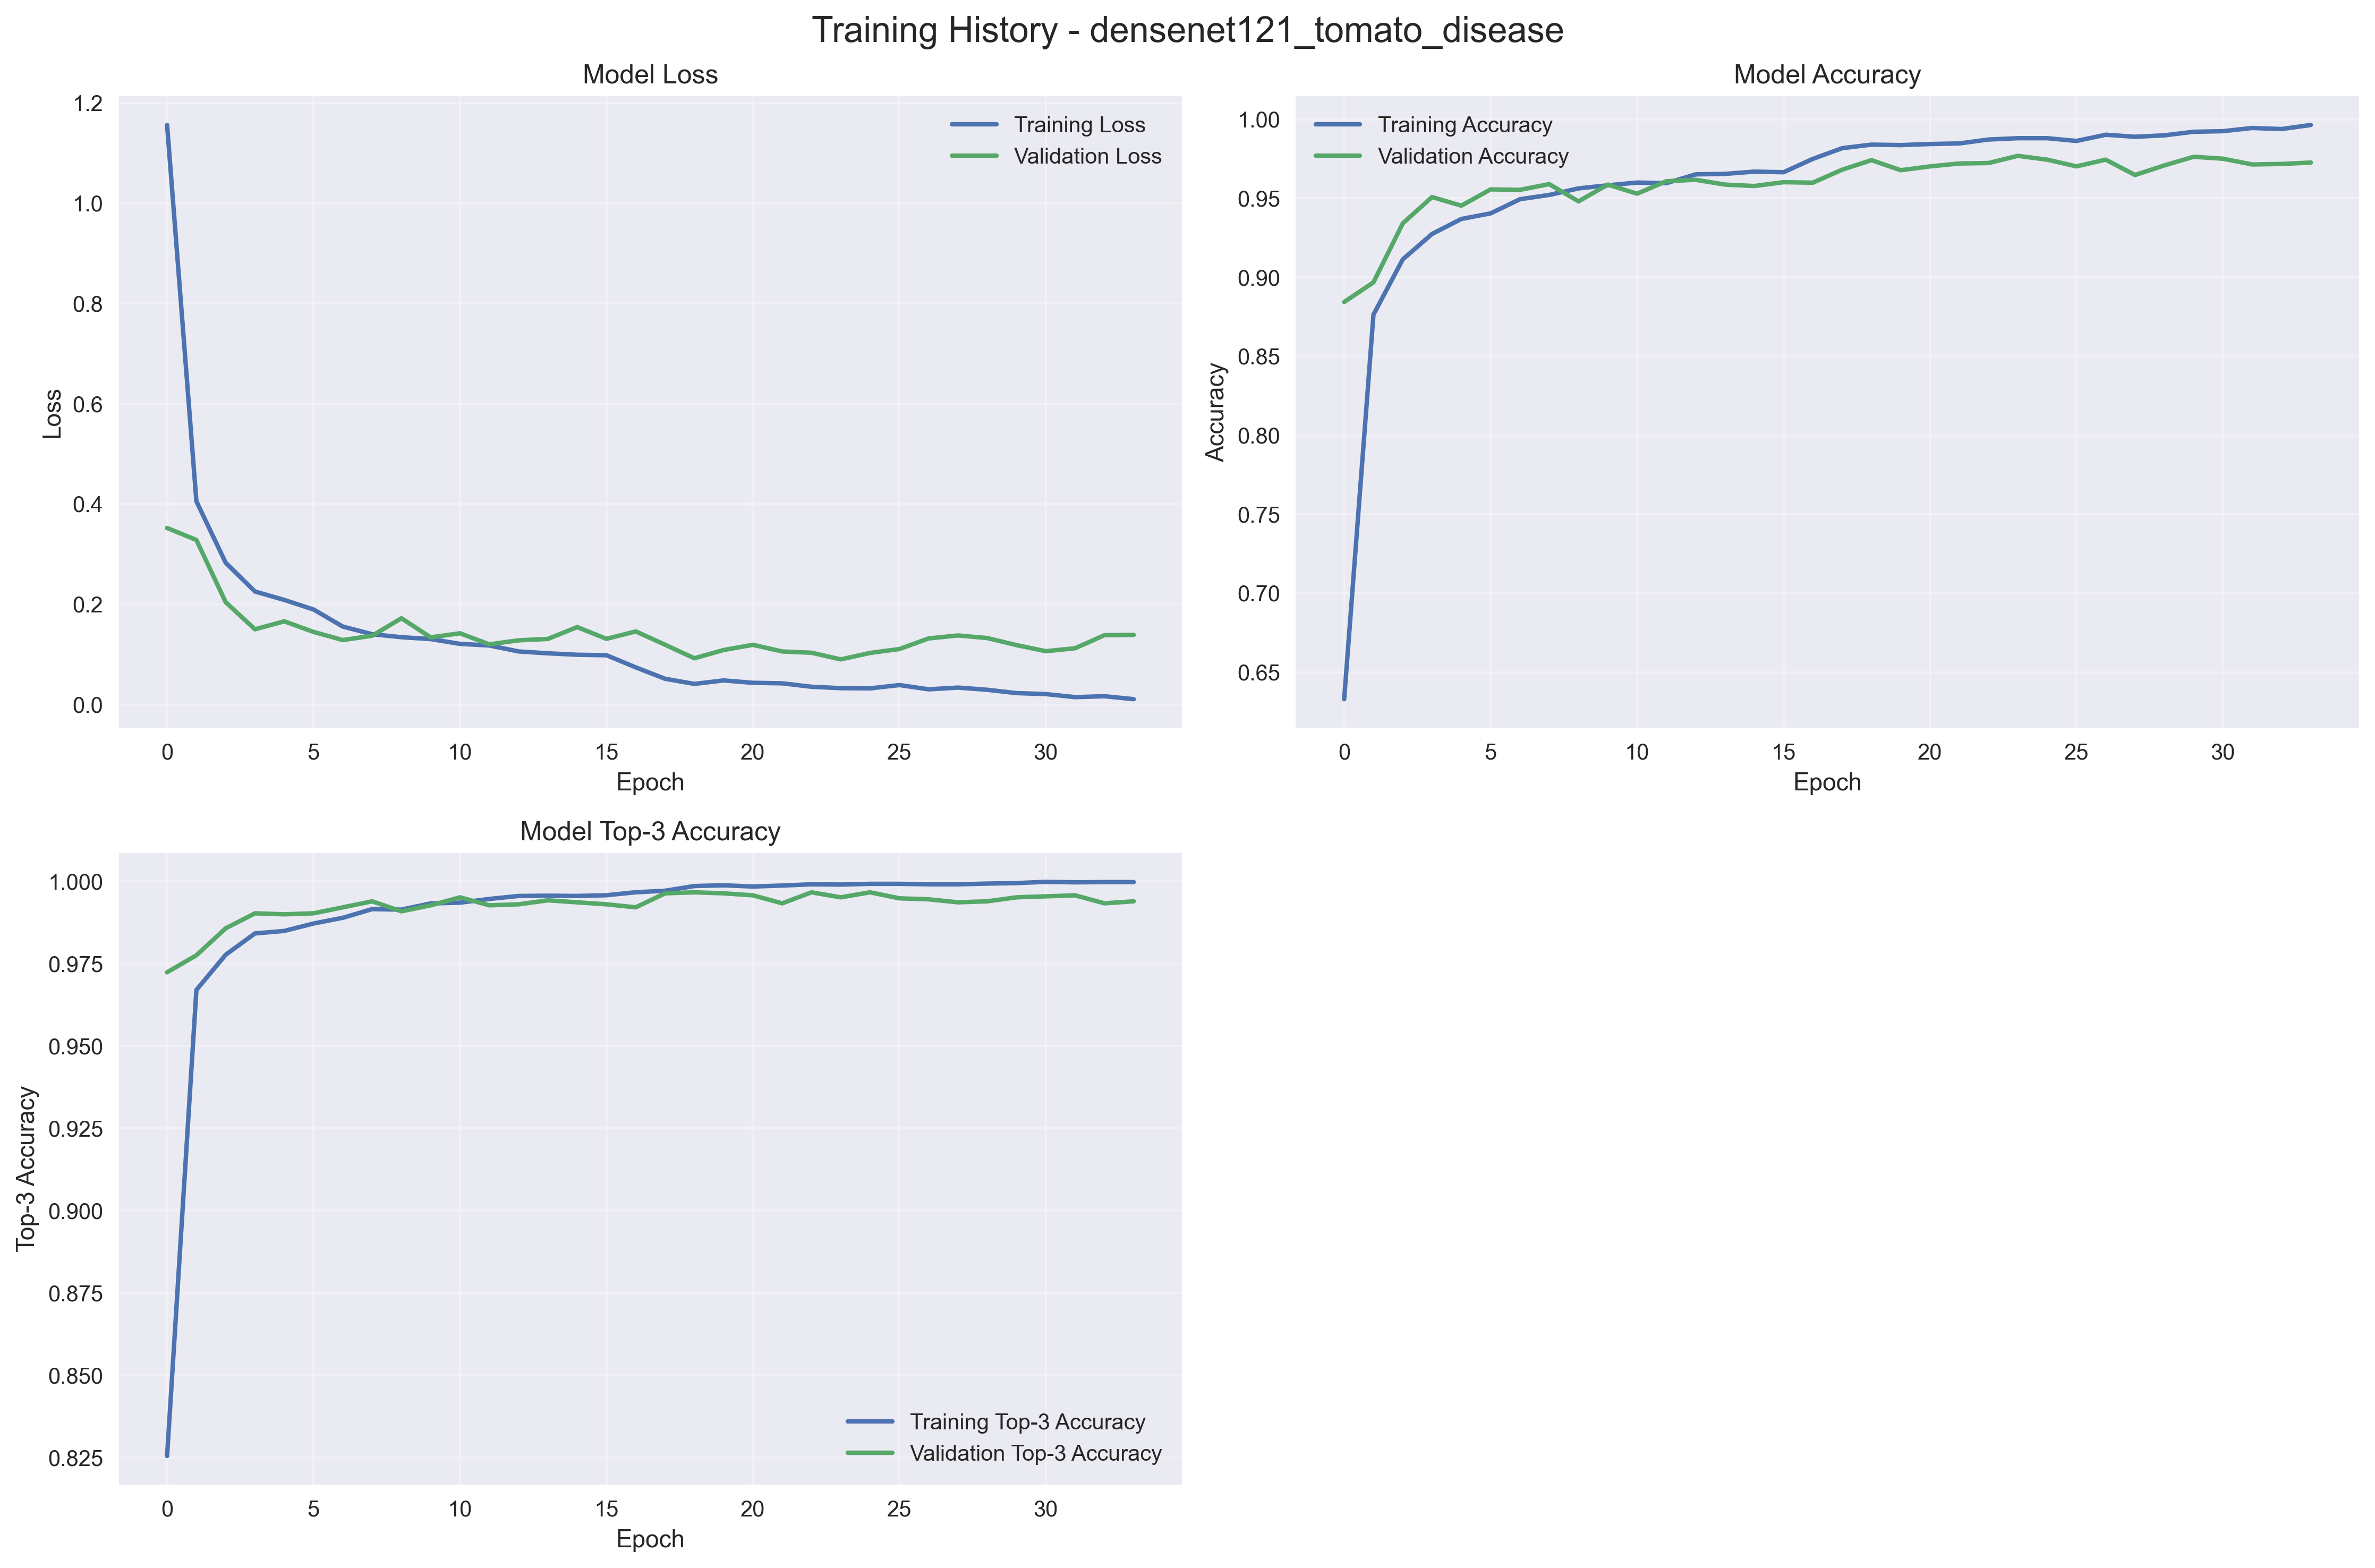 Training History - densenet121_tomato_disease
Model Loss
1.2
1.0
0.8
0.6
0.4
0.2
0.0
Loss
Training Loss
Validation Loss
0 5 10 15 20 25 30
Epoch
Model Accuracy
1.00
0.95
0.90
0.85
0.80
0.75
0.70
0.65
Accuracy
Training Accuracy
Validation Accuracy
0 5 10 15 20 25 30
Epoch
Model Top-3 Accuracy
1.000
0.975
0.950
0.925
0.900
0.875
0.850
0.825
Top-3 Accuracy
Training Top-3 Accuracy
Validation Top-3 Accuracy
0 5 10 15 20 25 30
Epoch